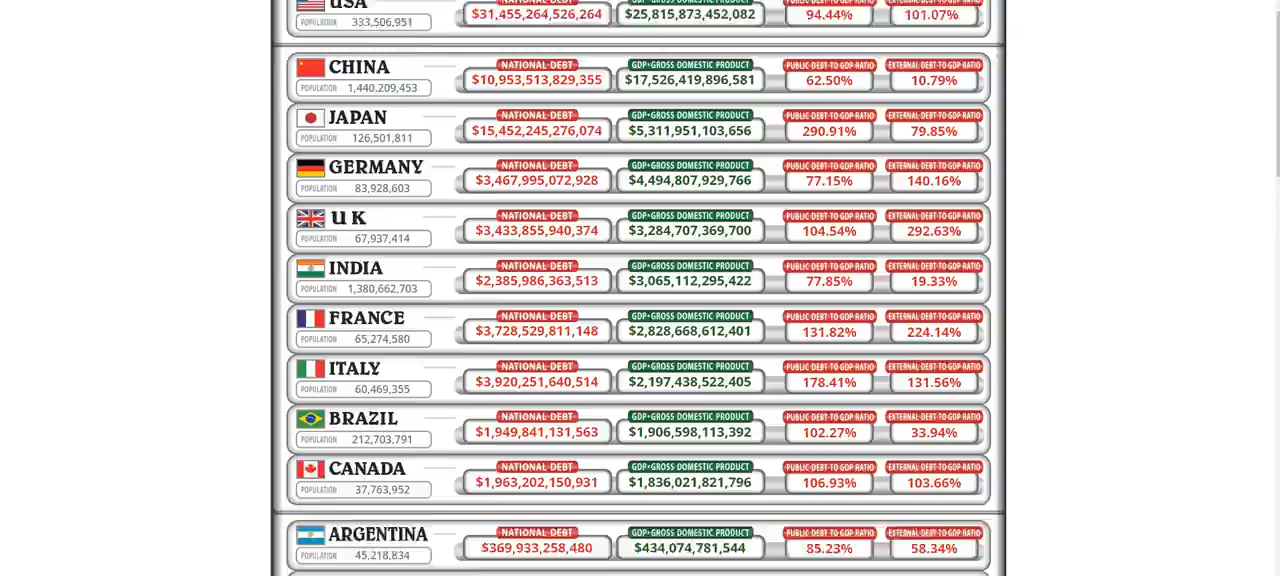 USA NATIONAL DEBT GDP•GROSS DOMESTIC PRODUCT PUBLIC DEBT TO GDP RATIO EXTERNAL DEBT TO GDP RATIO
POPULATION 333,506,951 $31,455,264,526,264 $25,815,873,452,082 94.44% 101.07%
CHINA NATIONAL DEBT GDP•GROSS DOMESTIC PRODUCT PUBLIC DEBT TO GDP RATIO EXTERNAL DEBT TO GDP RATIO
POPULATION 1,440,209,453 $10,953,513,829,355 $17,526,419,896,581 62.50% 10.79%
JAPAN NATIONAL DEBT GDP•GROSS DOMESTIC PRODUCT PUBLIC DEBT TO GDP RATIO EXTERNAL DEBT TO GDP RATIO
POPULATION 126,501,811 $15,452,245,276,074 $5,311,951,103,656 290.91% 79.85%
GERMANY NATIONAL DEBT GDP•GROSS DOMESTIC PRODUCT PUBLIC DEBT TO GDP RATIO EXTERNAL DEBT TO GDP RATIO
POPULATION 83,928,603 $3,467,995,072,928 $4,494,807,929,766 77.15% 140.16%
U K NATIONAL DEBT GDP•GROSS DOMESTIC PRODUCT PUBLIC DEBT TO GDP RATIO EXTERNAL DEBT TO GDP RATIO
POPULATION 67,937,414 $3,433,855,940,374 $3,284,707,369,700 104.54% 292.63%
INDIA NATIONAL DEBT GDP•GROSS DOMESTIC PRODUCT PUBLIC DEBT TO GDP RATIO EXTERNAL DEBT TO GDP RATIO
POPULATION 1,380,662,703 $2,385,986,363,513 $3,065,112,295,422 77.85% 19.33%
FRANCE NATIONAL DEBT GDP•GROSS DOMESTIC PRODUCT PUBLIC DEBT TO GDP RATIO EXTERNAL DEBT TO GDP RATIO
POPULATION 65,274,580 $3,728,529,811,148 $2,828,668,612,401 131.82% 224.14%
ITALY NATIONAL DEBT GDP•GROSS DOMESTIC PRODUCT PUBLIC DEBT TO GDP RATIO EXTERNAL DEBT TO GDP RATIO
POPULATION 60,469,355 $3,920,251,640,514 $2,197,438,522,405 178.41% 131.56%
BRAZIL NATIONAL DEBT GDP•GROSS DOMESTIC PRODUCT PUBLIC DEBT TO GDP RATIO EXTERNAL DEBT TO GDP RATIO
POPULATION 212,703,791 $1,949,841,131,563 $1,906,598,113,392 102.27% 33.94%
CANADA NATIONAL DEBT GDP•GROSS DOMESTIC PRODUCT PUBLIC DEBT TO GDP RATIO EXTERNAL DEBT TO GDP RATIO
POPULATION 37,763,952 $1,963,202,150,931 $1,836,021,821,796 106.93% 103.66%
ARGENTINA NATIONAL DEBT GDP•GROSS DOMESTIC PRODUCT PUBLIC DEBT TO GDP RATIO EXTERNAL DEBT TO GDP RATIO
POPULATION 45,218,834 $369,933,258,480 $434,074,781,544 85.23% 58.34%